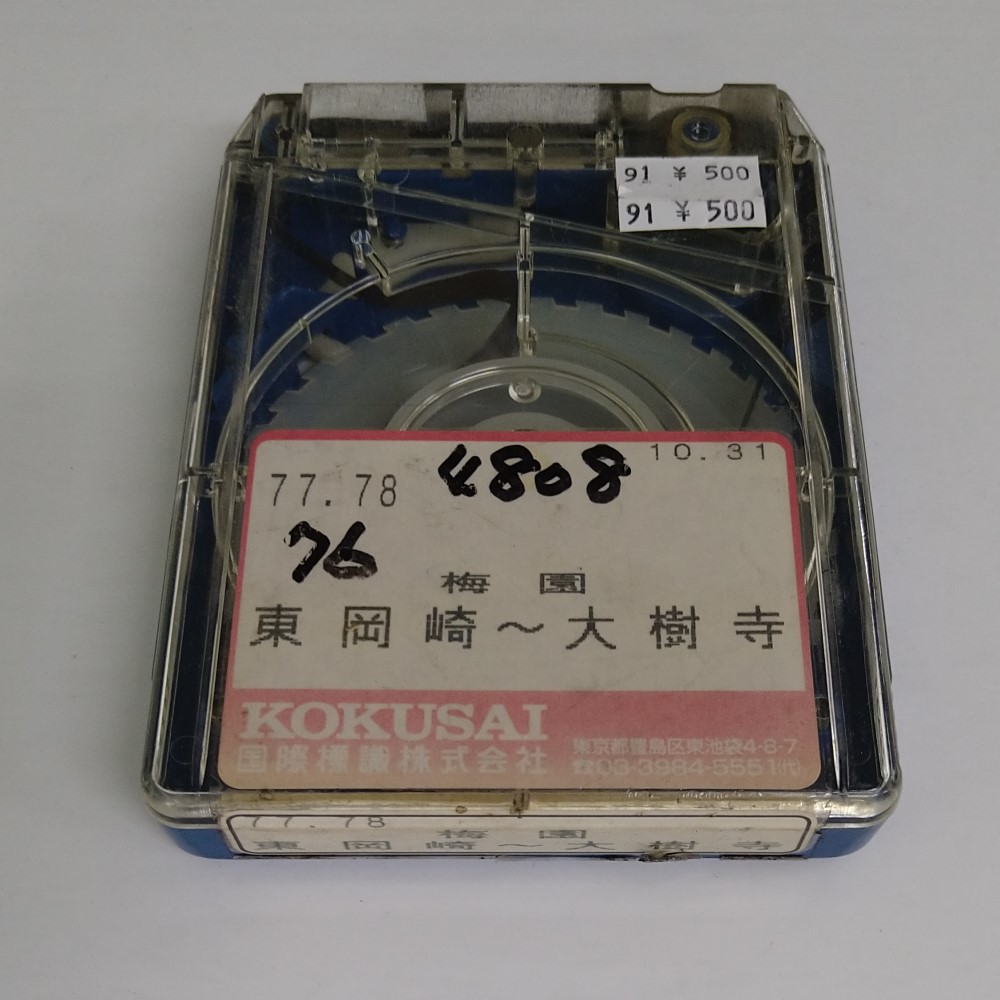 91 ¥ 500
91 ¥ 500
10.31
77.78 4808
76
梅園
東岡崎～大樹寺
KOKUSAI
国際標識株式会社
東京都豊島区東池袋4-8-7
☎03-3984-5551(代)
77.78
梅園
東岡崎～大樹寺